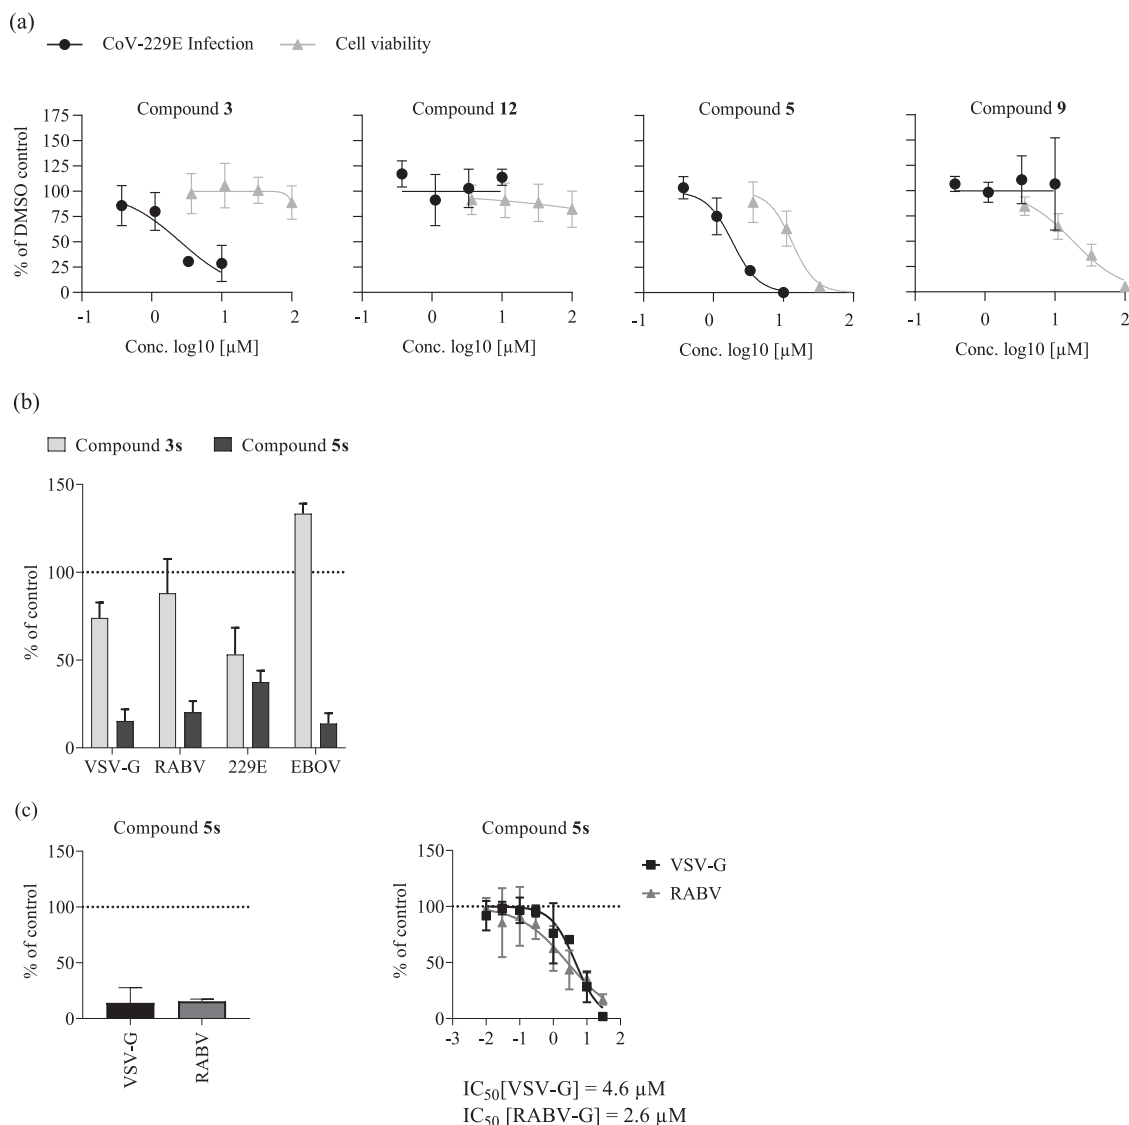 (a)
CoV-229E Infection Cell viability
Compound 3 Compound 12 Compound 5 Compound 9
% of DMSO control
175
150
125
100
75
50
25
0
-1 0 1 2 -1 0 1 2 -1 0 1 2 -1 0 1 2
Conc. log10 [µM] Conc. log10 [µM] Conc. log10 [µM] Conc. log10 [µM]
(b)
Compound 3s Compound 5s
% of control
150
100
50
0
VSV-G RABV 229E EBOV
(c)
Compound 5s
% of control
150
100
50
0
VSV-G RABV
Compound 5s
% of control
150
100
50
0
-3 -2 -1 0 1 2
VSV-G
RABV
IC50[VSV-G] = 4.6 µM
IC50 [RABV-G] = 2.6 µM